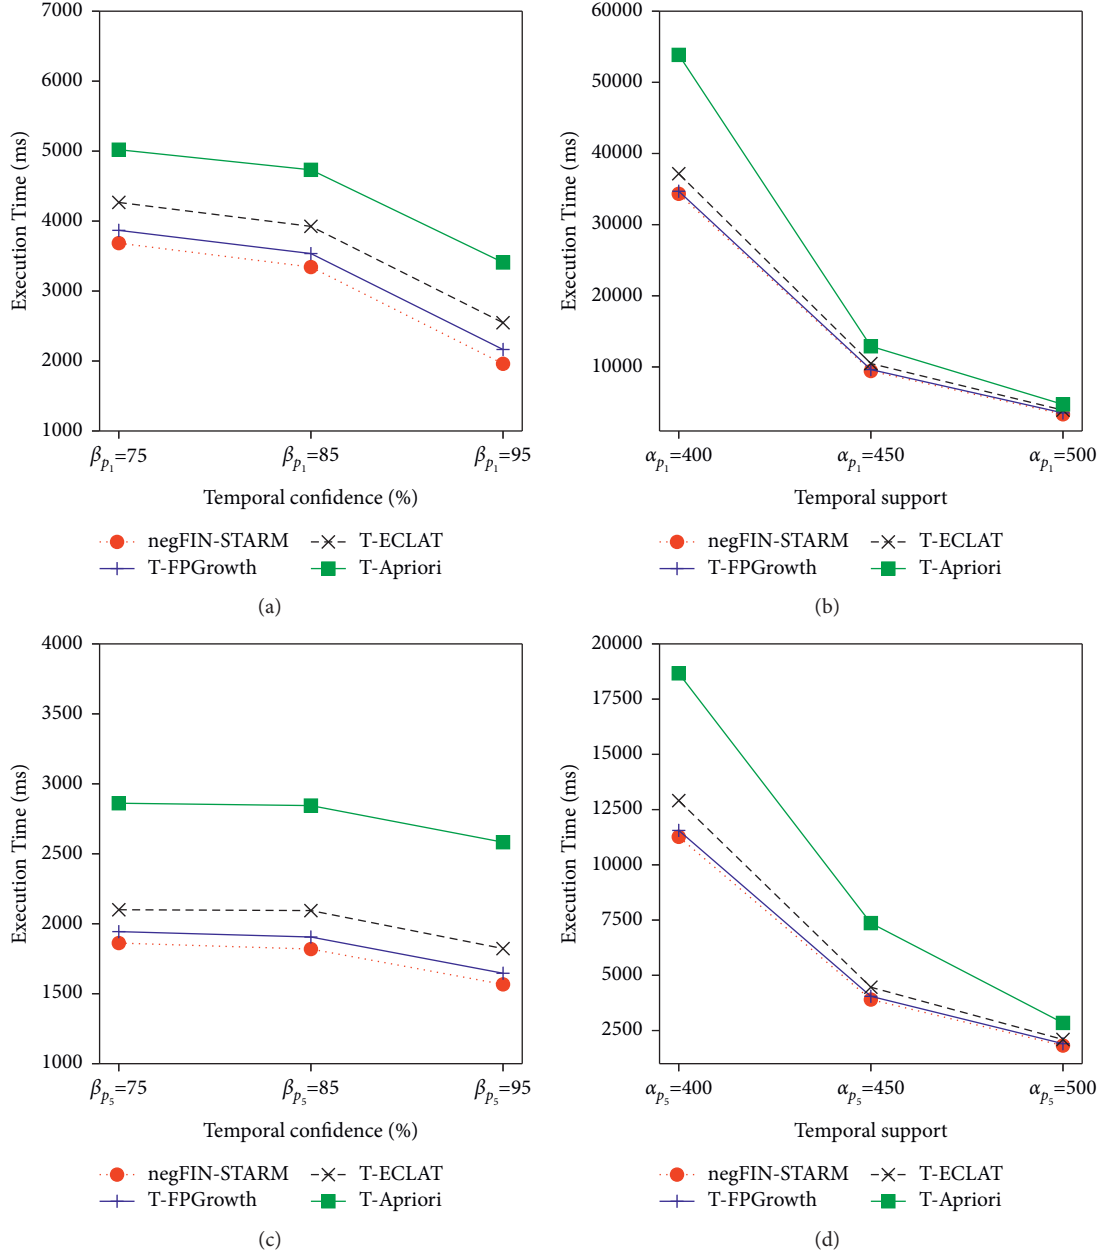 7000
6000
5000
4000
3000
2000
1000
Execution Time (ms)
βp1=75
βp1=85
βp1=95
Temporal confidence (%)
negFIN-STARM
T-ECLAT
T-FPGrowth
T-Apriori
(a)
60000
50000
40000
30000
20000
10000
Execution Time (ms)
αp1=400
αp1=450
αp1=500
Temporal support
negFIN-STARM
T-ECLAT
T-FPGrowth
T-Apriori
(b)
4000
3500
3000
2500
2000
1500
1000
Execution Time (ms)
βp5=75
βp5=85
βp5=95
Temporal confidence (%)
negFIN-STARM
T-ECLAT
T-FPGrowth
T-Apriori
(c)
20000
17500
15000
12500
10000
7500
5000
2500
Execution Time (ms)
αp5=400
αp5=450
αp5=500
Temporal support
negFIN-STARM
T-ECLAT
T-FPGrowth
T-Apriori
(d)